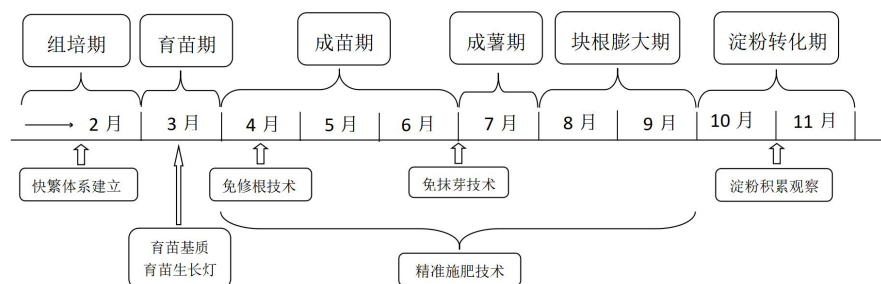 组培期
育苗期
成苗期
成薯期
块根膨大期
淀粉转化期
2 月
3 月
4 月
5 月
6 月
7 月
8 月
9 月
10 月
11 月
快繁体系建立
免修根技术
免抹芽技术
淀粉积累观察
育苗基质
育苗生长灯
精准施肥技术